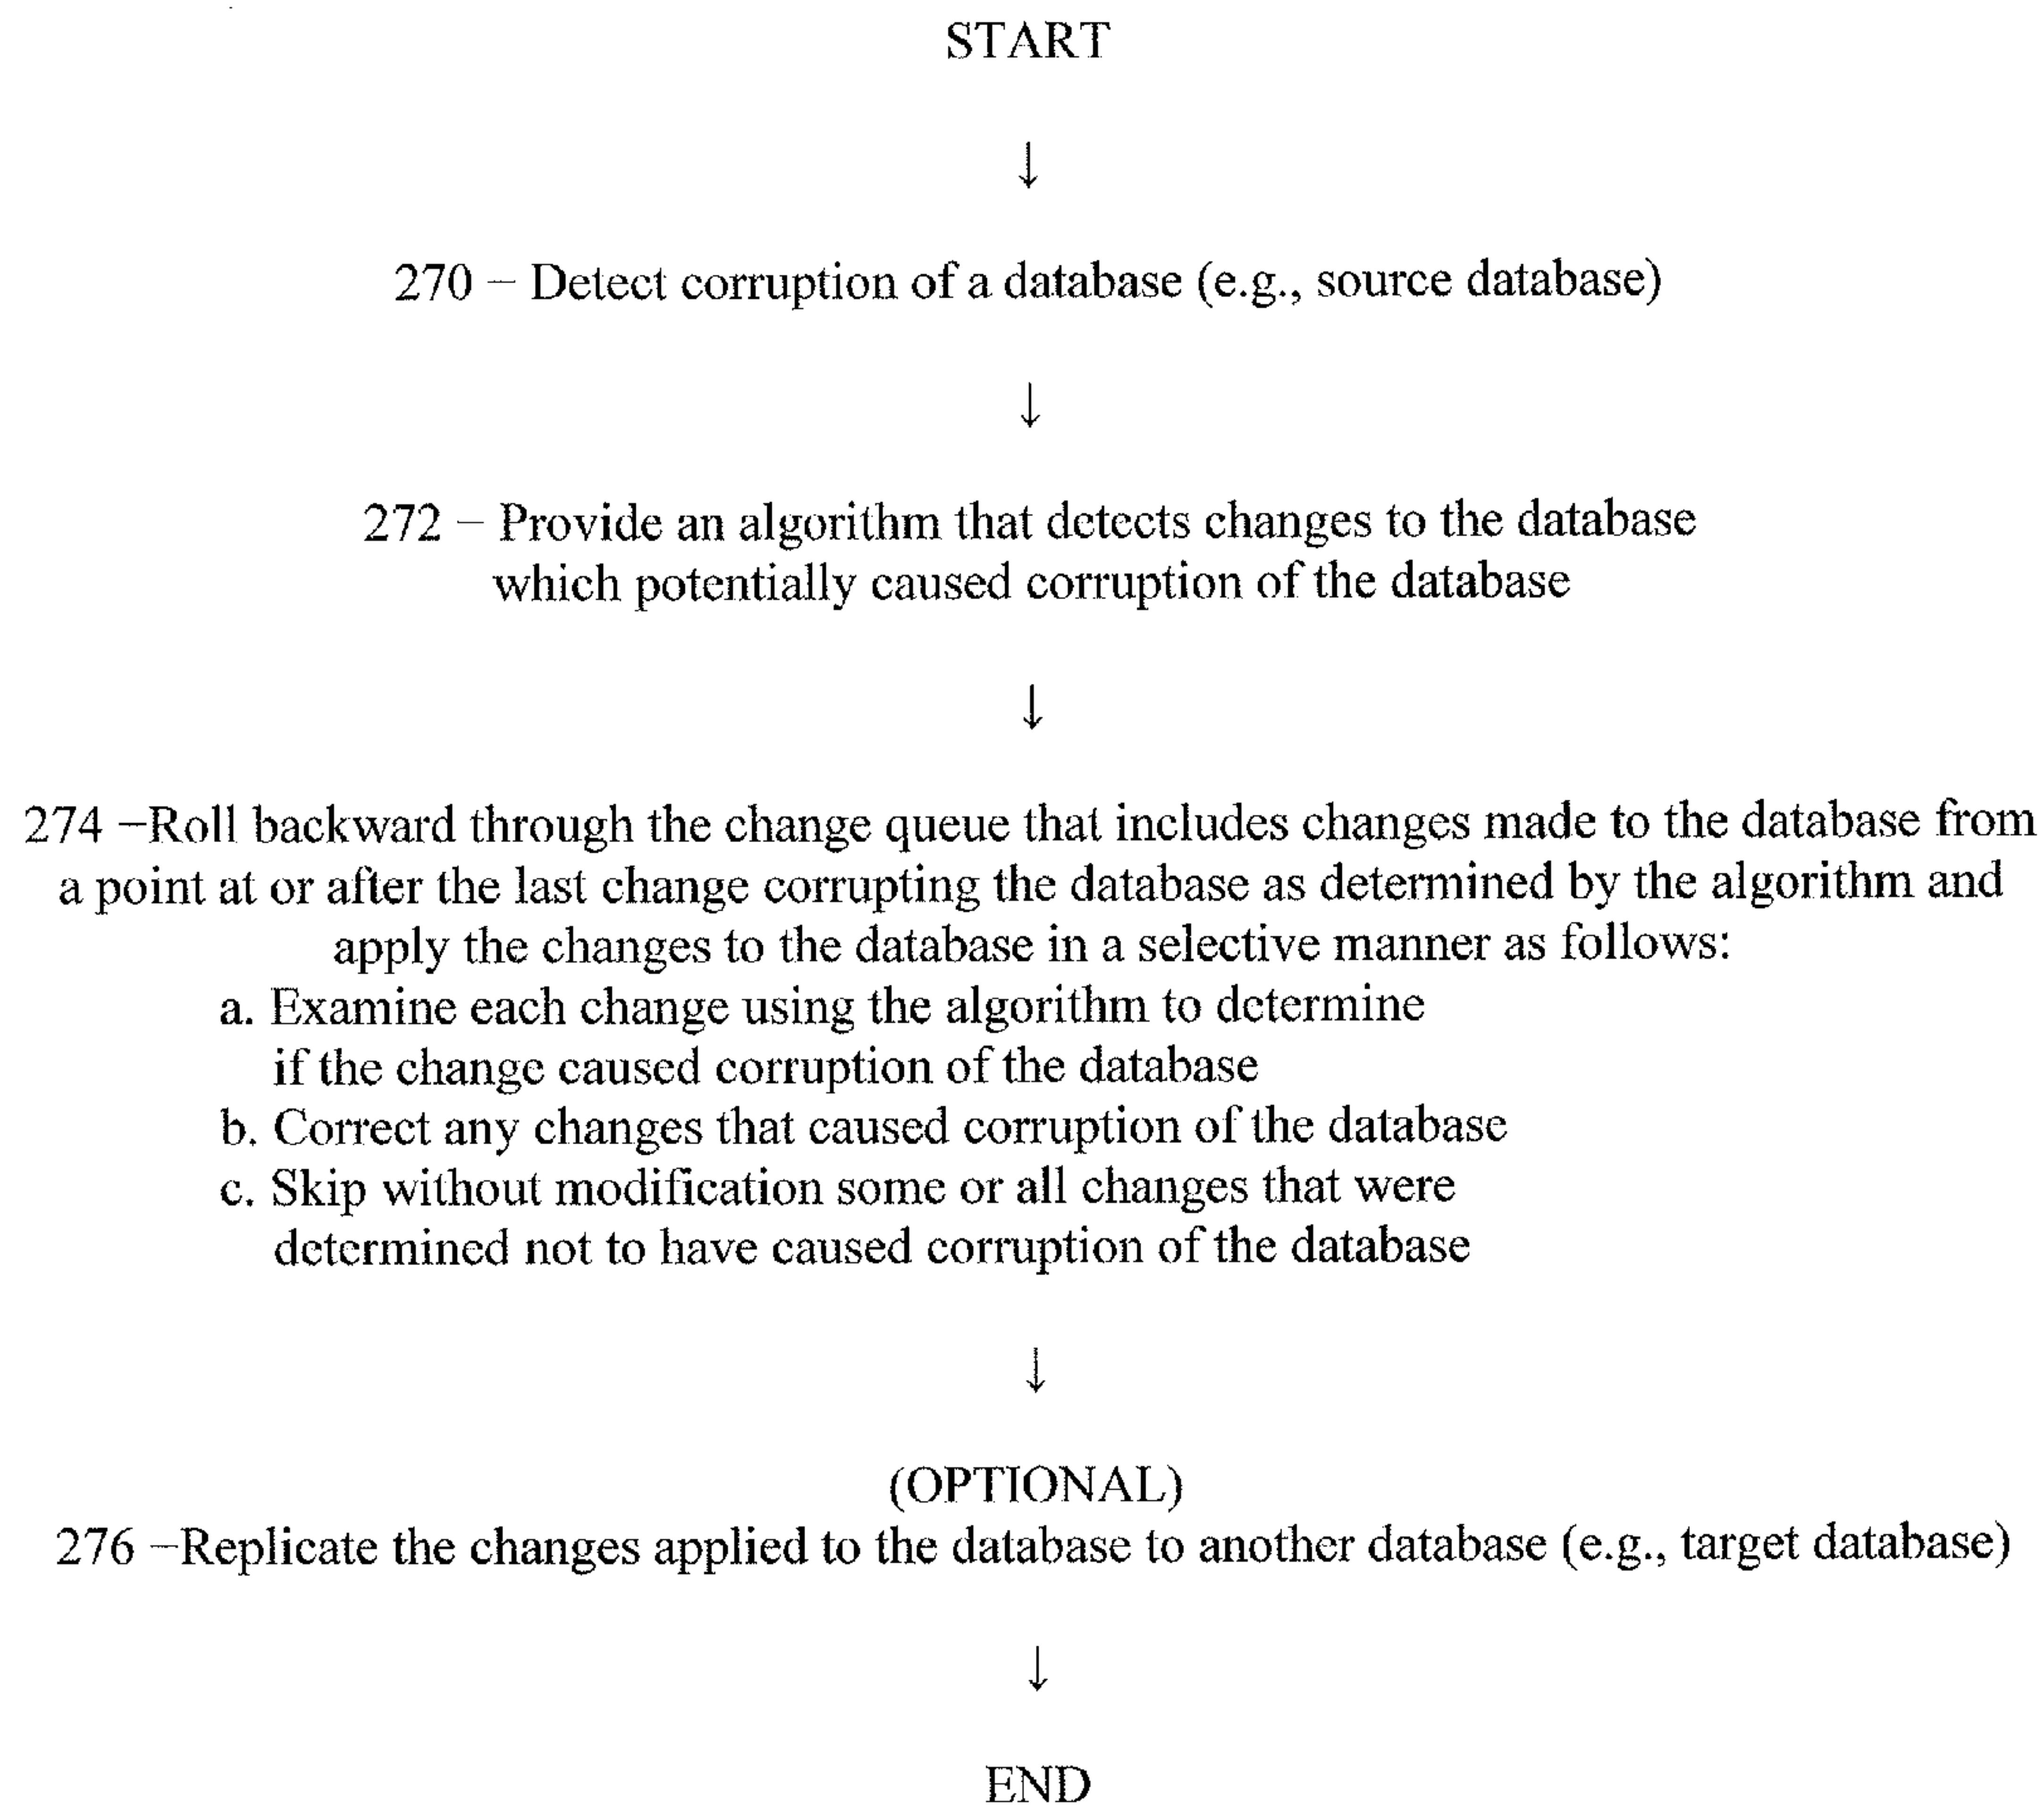 START
↓
270 – Detect corruption of a database (e.g., source database)
↓
272 – Provide an algorithm that detects changes to the database
which potentially caused corruption of the database
↓
274 –Roll backward through the change queue that includes changes made to the database from
a point at or after the last change corrupting the database as determined by the algorithm and
apply the changes to the database in a selective manner as follows:
a. Examine each change using the algorithm to determine
if the change caused corruption of the database
b. Correct any changes that caused corruption of the database
c. Skip without modification some or all changes that were
determined not to have caused corruption of the database
↓
(OPTIONAL)
276 –Replicate the changes applied to the database to another database (e.g., target database)
↓
END